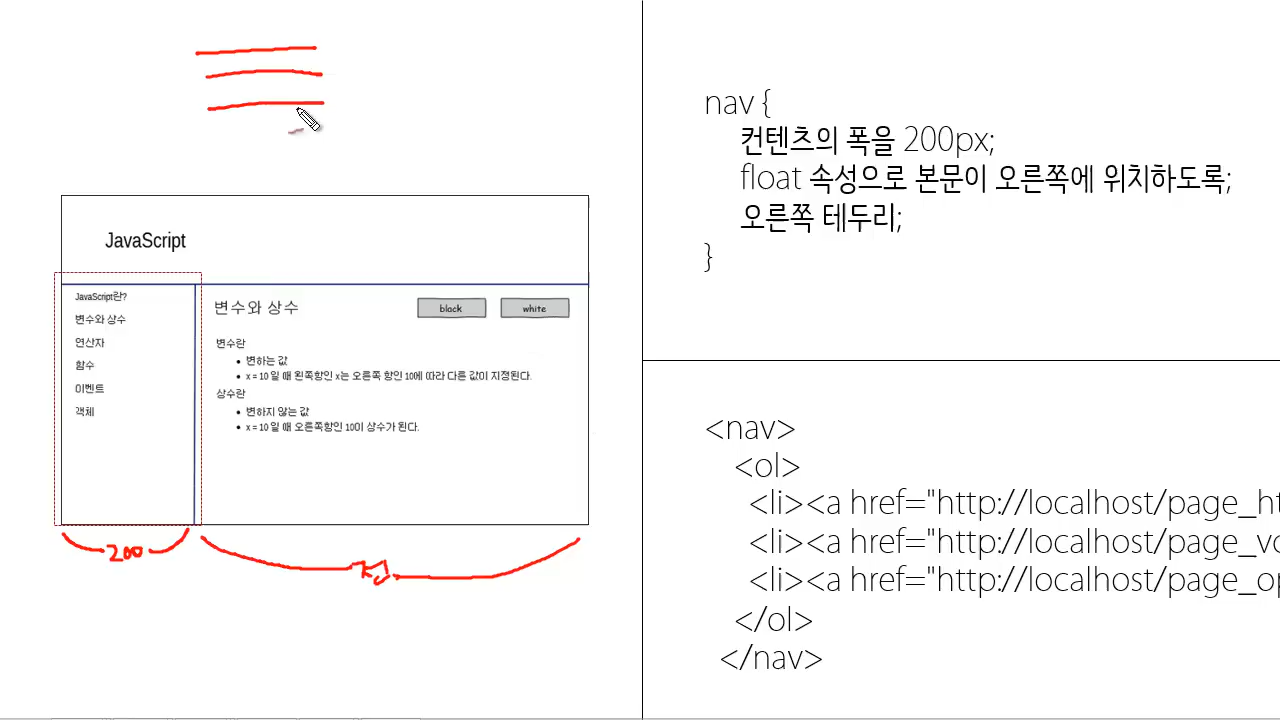 JavaScript
JavaScript란?
변수와 상수
연산자
함수
이벤트
객체
변수와 상수
black
white
변수란
변하는 값
x = 10 일 때 왼쪽항인 x는 오른쪽 항인 10에 따라 다른 값이 지정된다.
상수란
변하지 않는 값
x = 10 일 때 오른쪽항인 10이 상수가 된다.
200
nav {
컨텐츠의 폭을 200px;
float 속성으로 본문이 오른쪽에 위치하도록;
오른쪽 테두리;
}
<nav>
<ol>
<li><a href="http://localhost/page_h
<li><a href="http://localhost/page_v
<li><a href="http://localhost/page_o
</ol>
</nav>